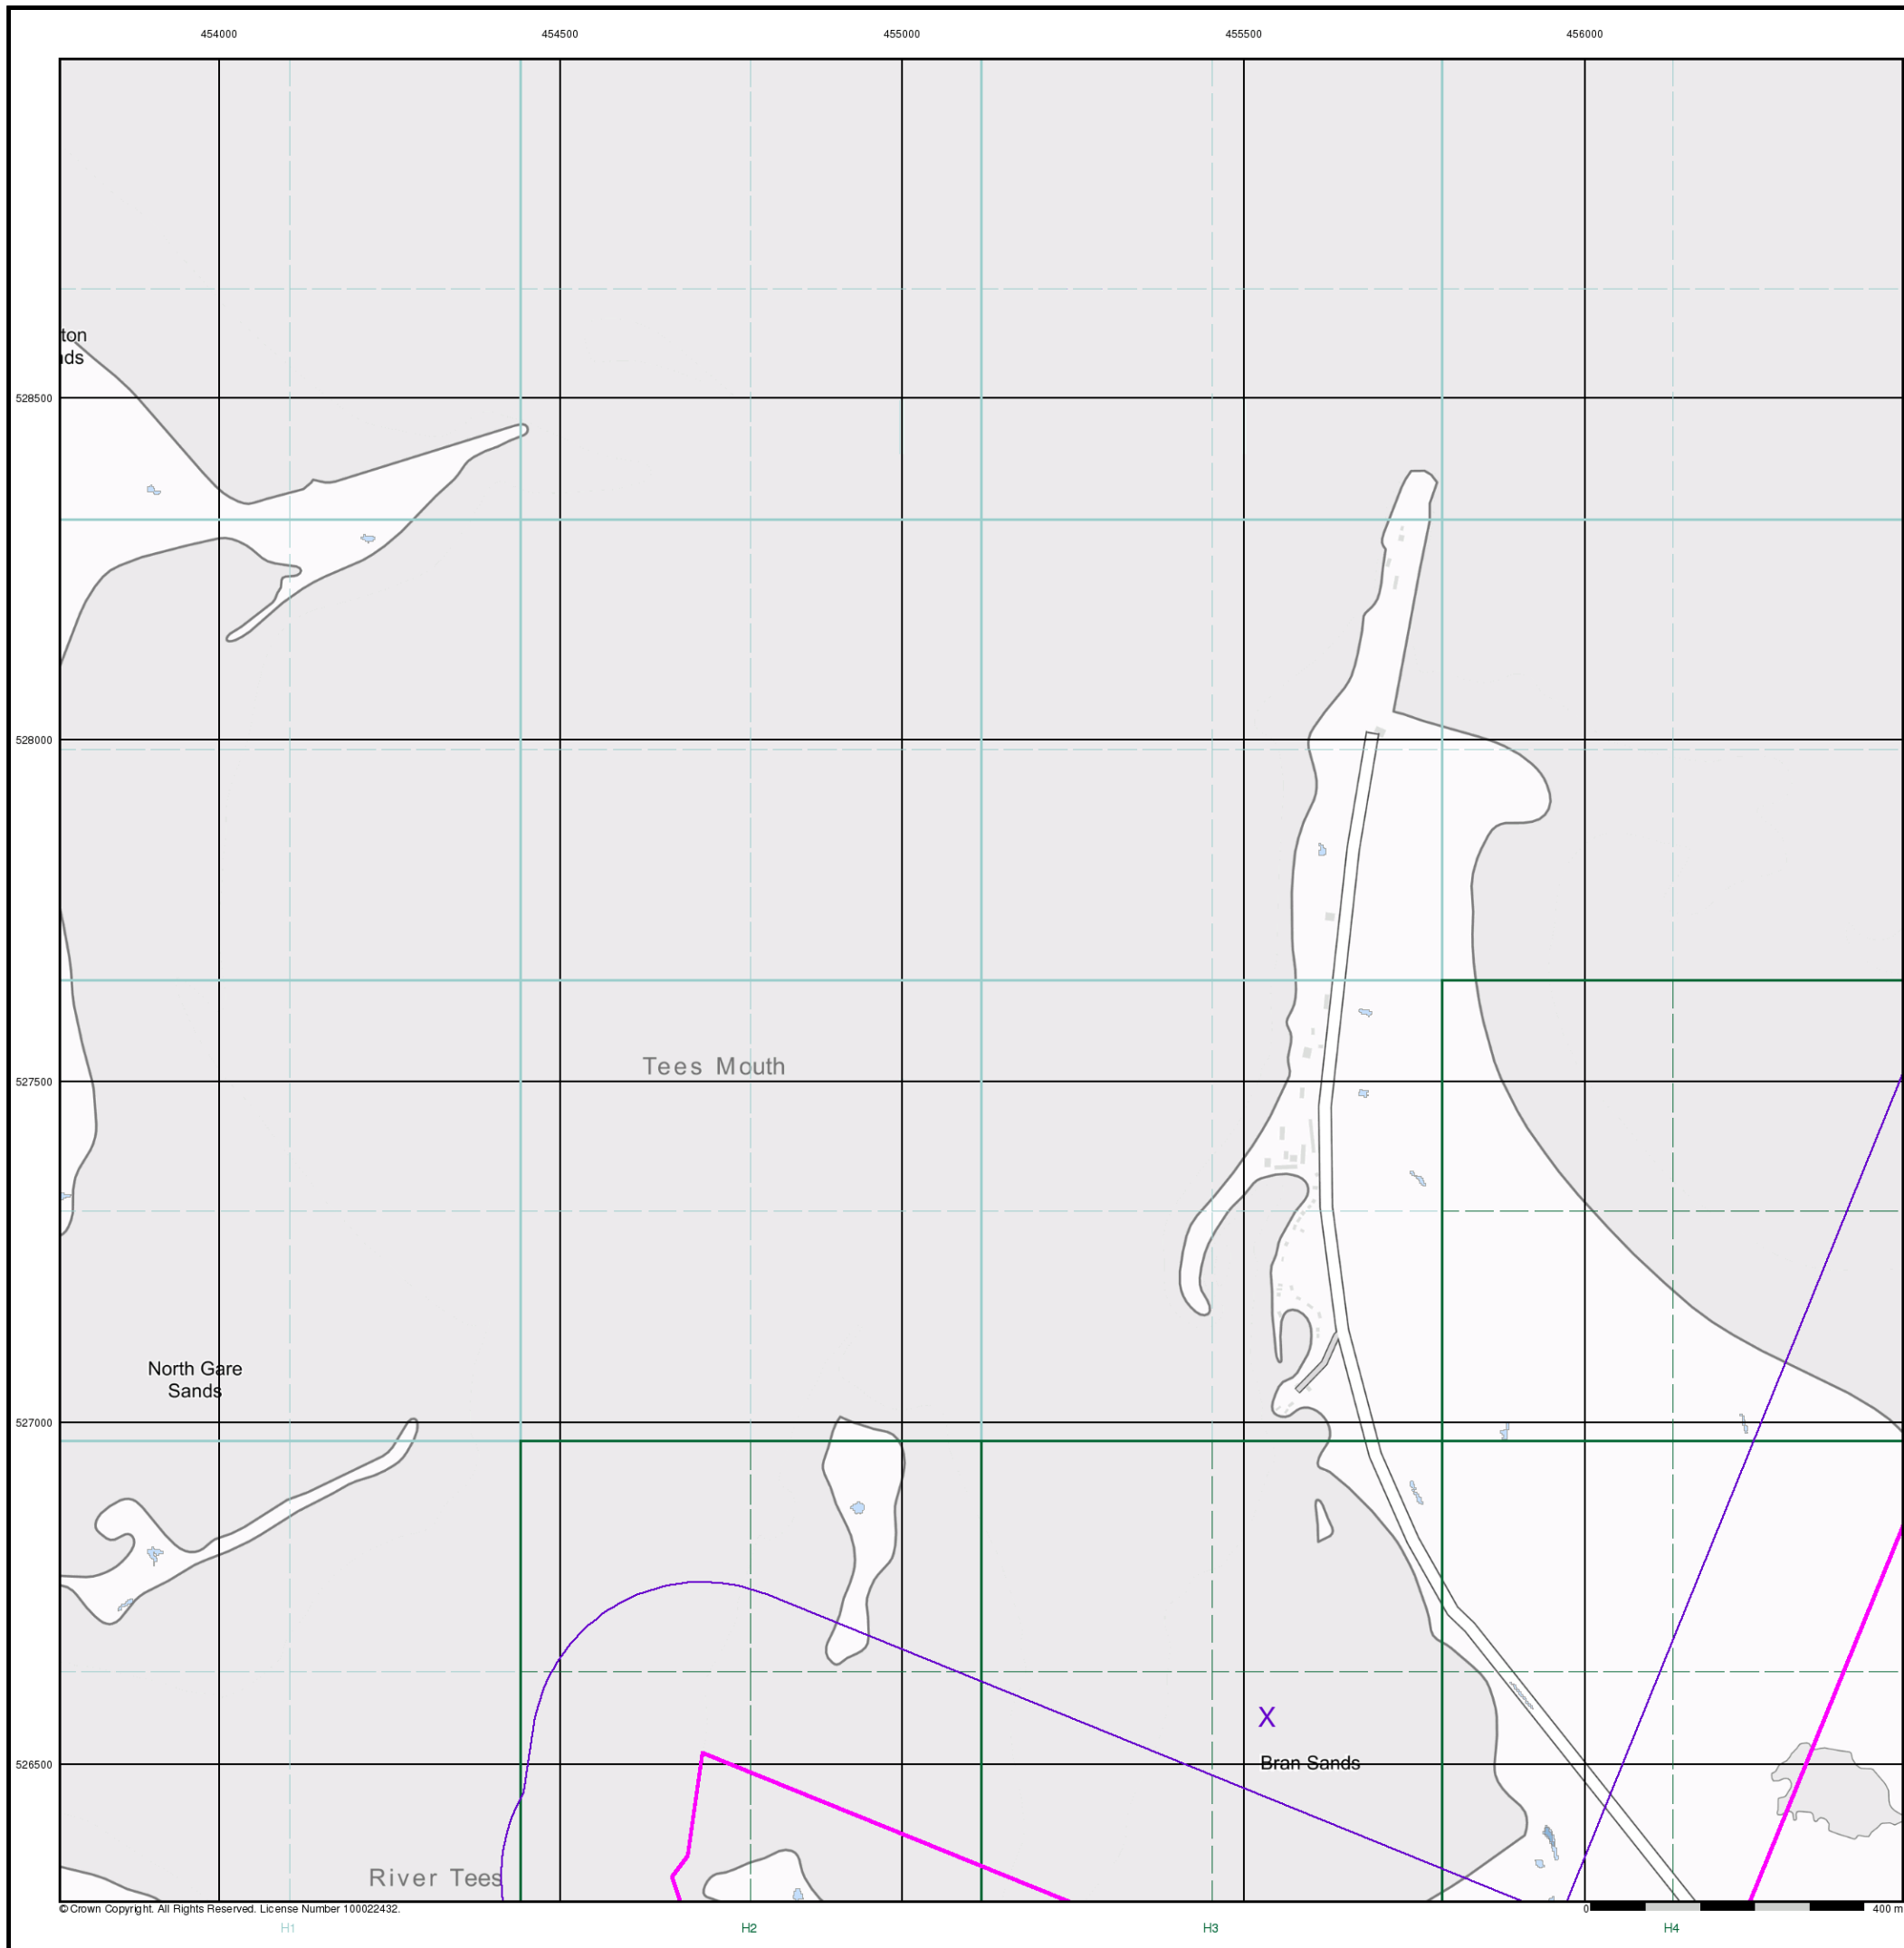 454000 454500 455000 455500 456000
ton
528500
528000
Tees Mouth
527500
North Gare
Sands
527000
X
526500
Bran Sands
River Tees
© Crown Copyright. All Rights Reserved. License Number 100022432.
0 400 m
H1 H2 H3 H4